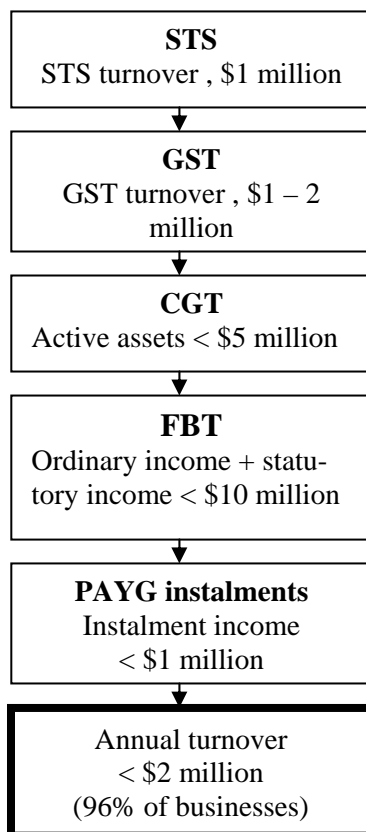 STS
STS turnover , $1 million
GST
GST turnover , $1 – 2
million
CGT
Active assets < $5 million
FBT
Ordinary income + statu-
tory income < $10 million
PAYG instalments
Instalment income
< $1 million
Annual turnover
< $2 million
(96% of businesses)